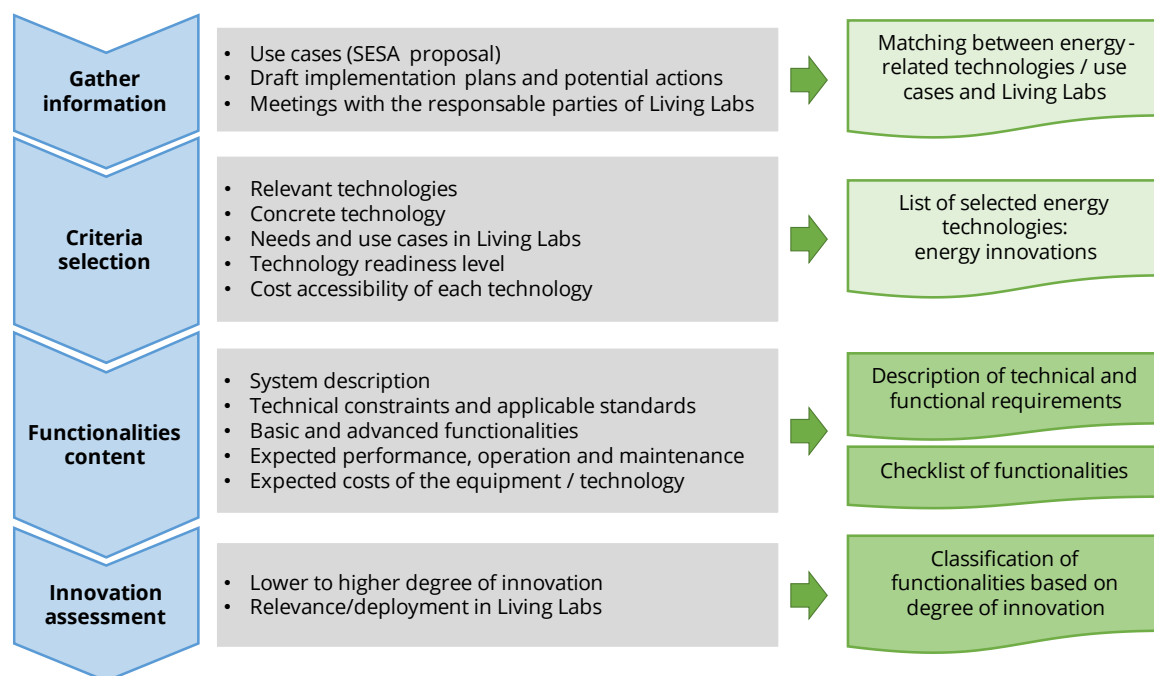 Gather
information
• Use cases (SESA proposal)
• Draft implementation plans and potential actions
• Meetings with the responsable parties of Living Labs
Matching between energy-
related technologies / use
cases and Living Labs
Criteria
selection
• Relevant technologies
• Concrete technology
• Needs and use cases in Living Labs
• Technology readiness level
• Cost accessibility of each technology
List of selected energy
technologies:
energy innovations
Functionalities
content
• System description
• Technical constraints and applicable standards
• Basic and advanced functionalities
• Expected performance, operation and maintenance
• Expected costs of the equipment / technology
Description of technical and
functional requirements
Checklist of functionalities
Innovation
assessment
• Lower to higher degree of innovation
• Relevance/deployment in Living Labs
Classification of
functionalities based on
degree of innovation